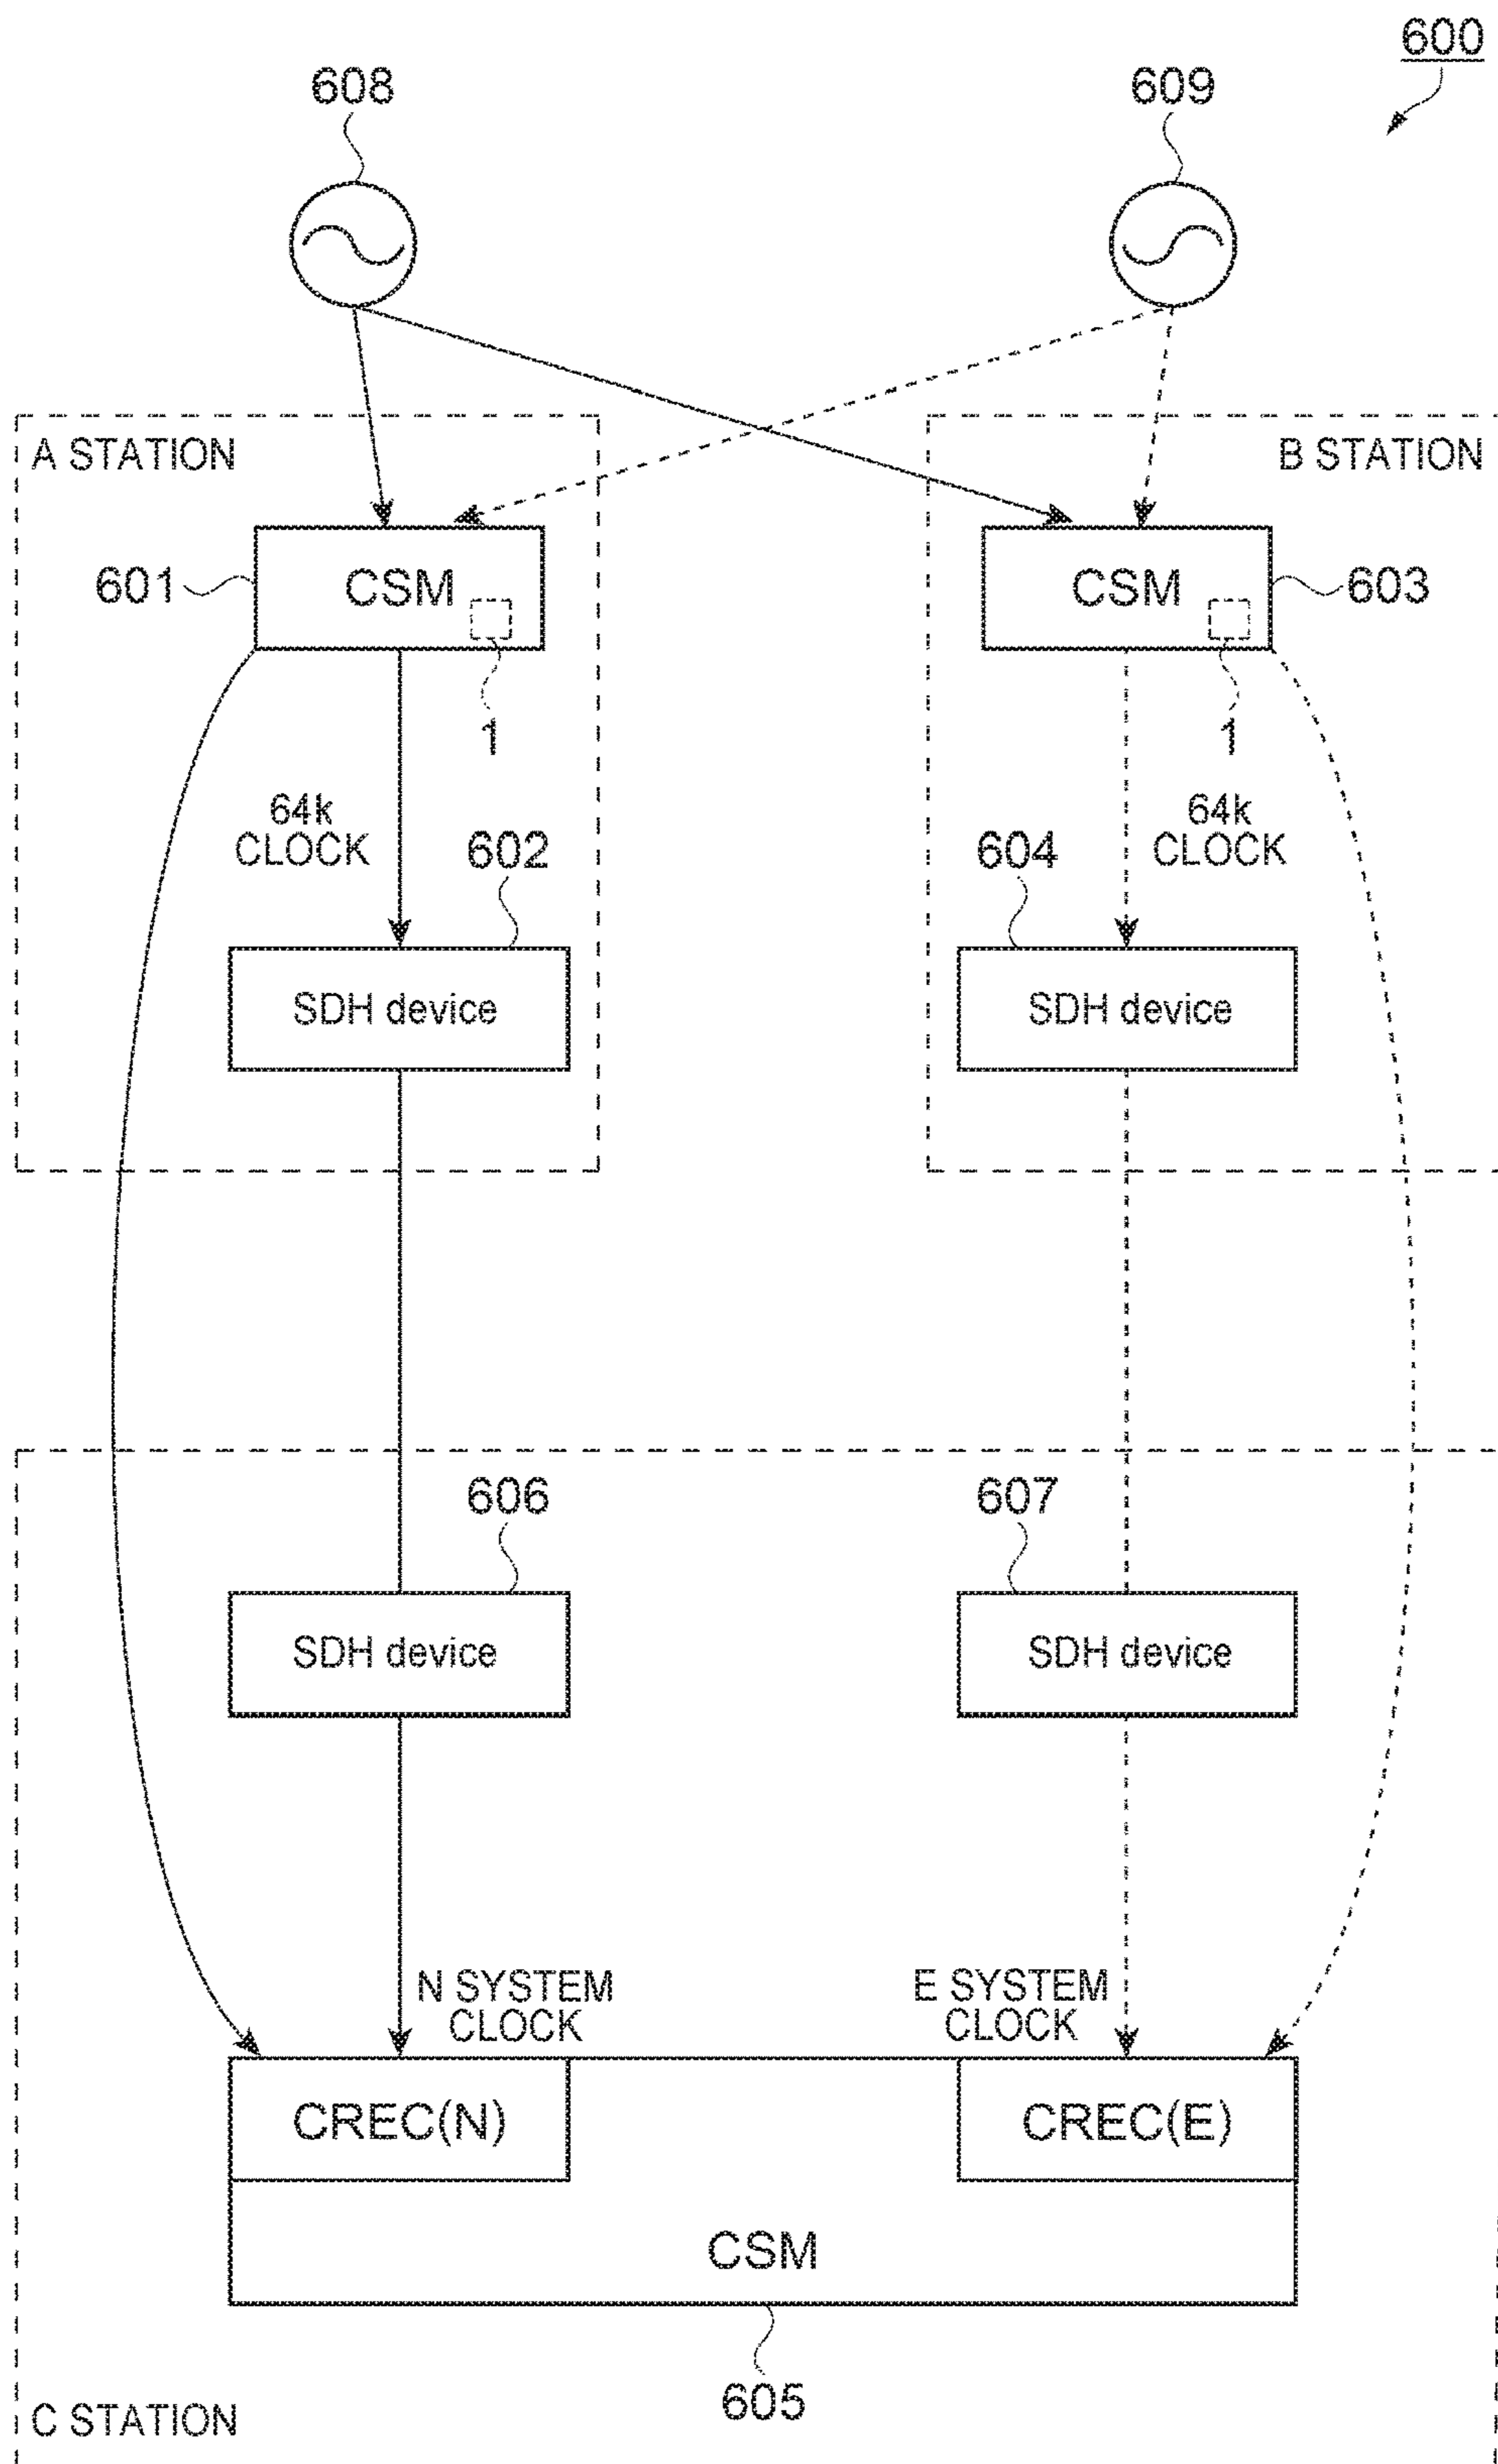 600
608
609
A STATION
B STATION
601
CSM
CSM
603
1
1
64k
CLOCK
602
604
64k
CLOCK
SDH device
SDH device
606
607
SDH device
SDH device
N SYSTEM
CLOCK
E SYSTEM
CLOCK
CREC(N)
CREC(E)
CSM
605
C STATION